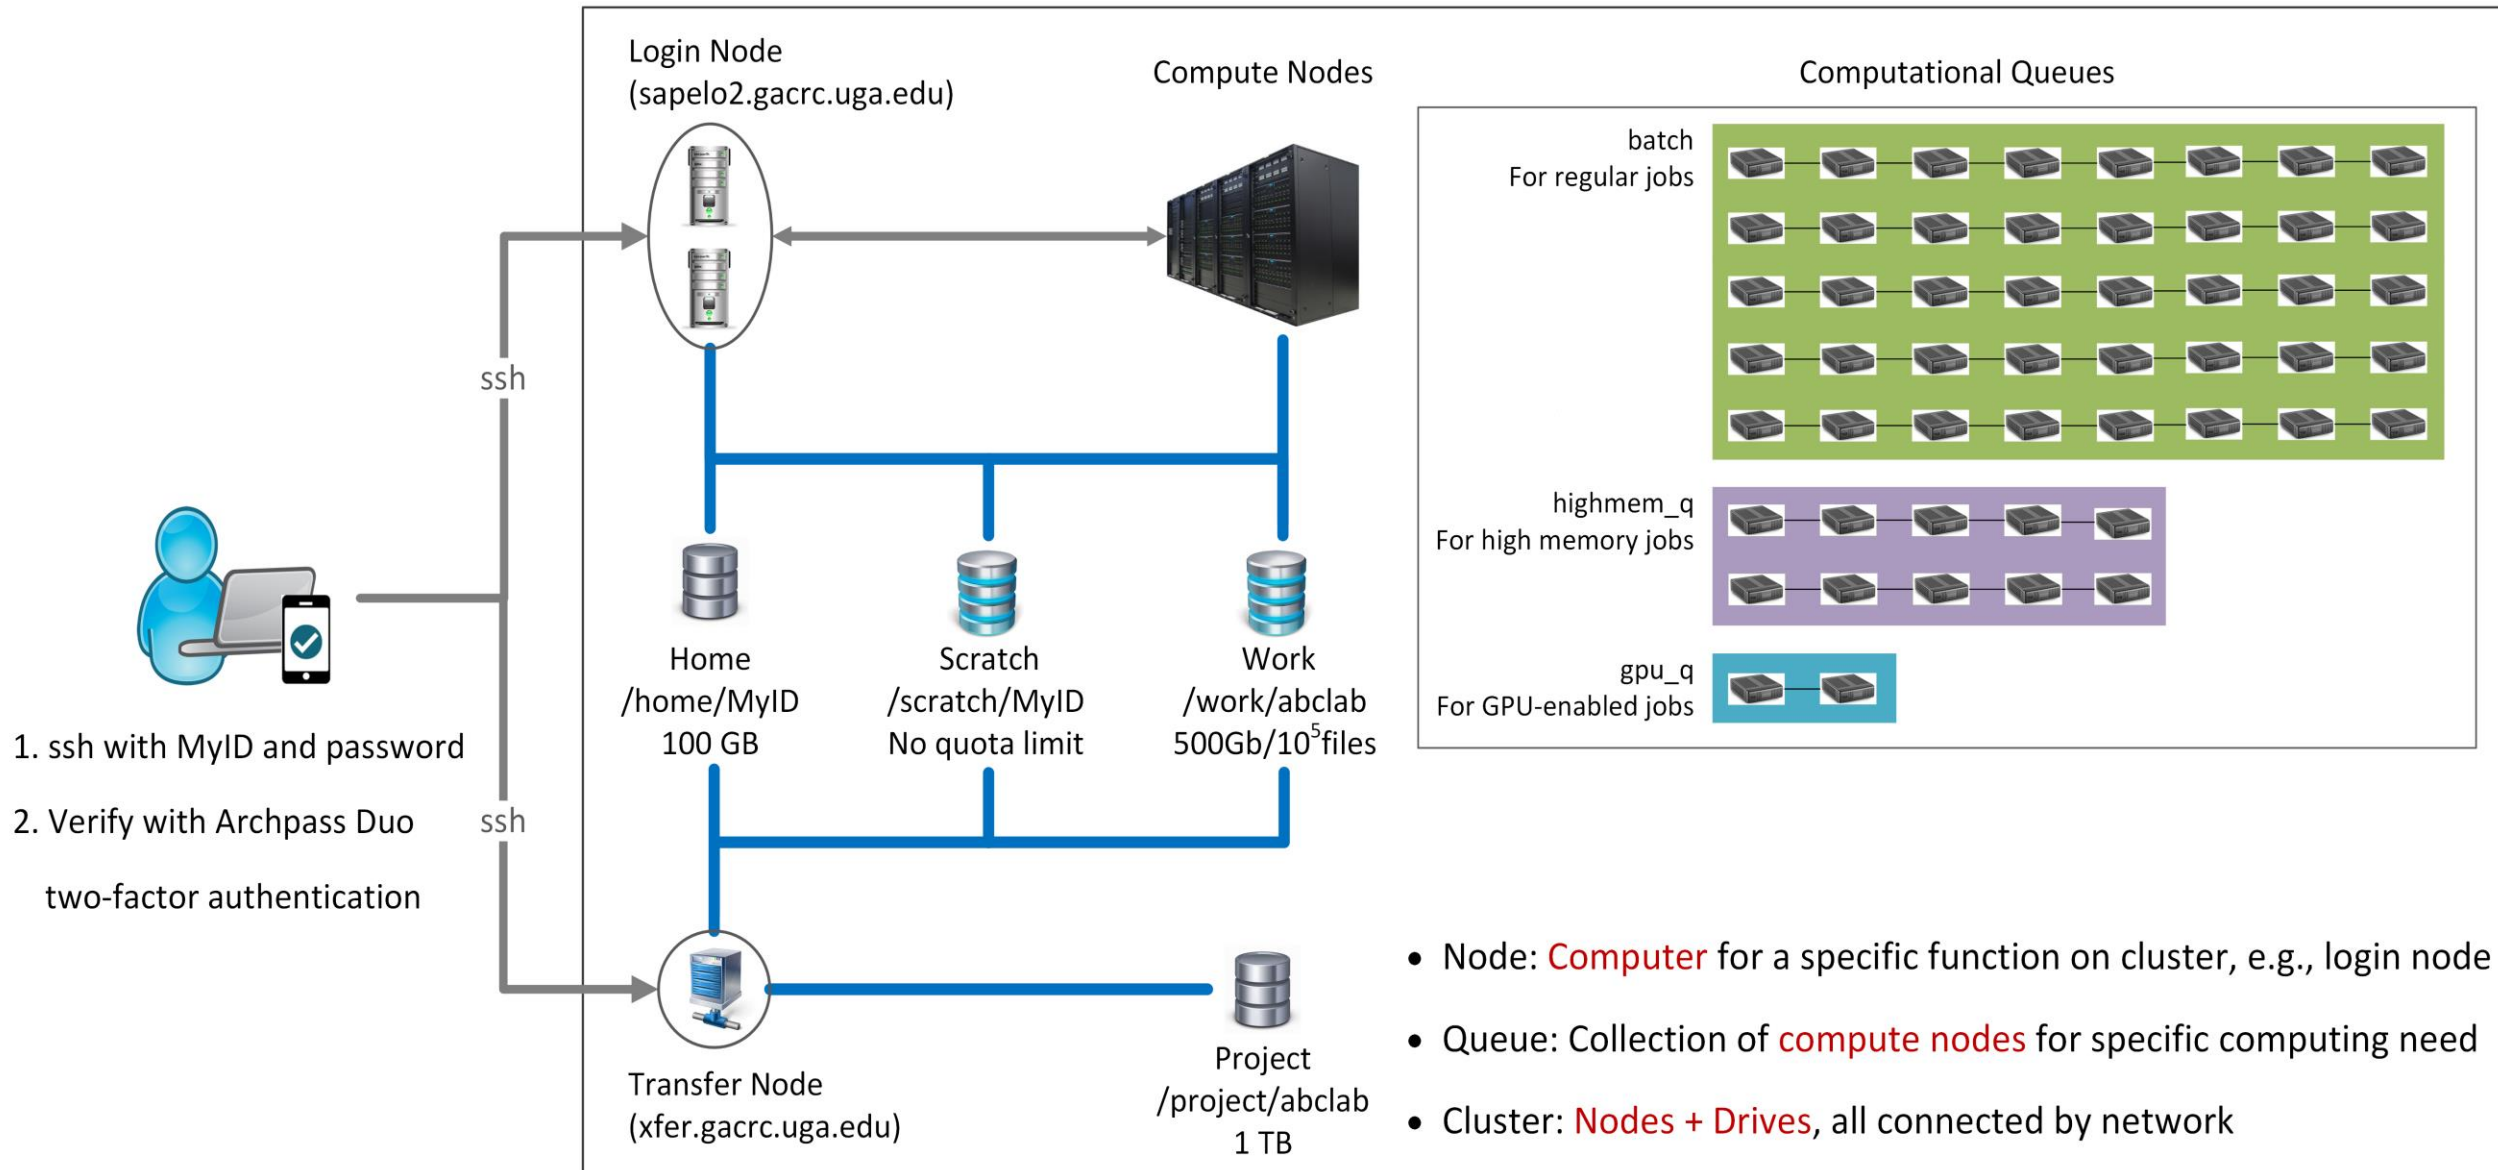 Login Node
(sapelo2.gacrc.uga.edu)
Compute Nodes
Computational Queues
batch
For regular jobs
highmem_q
For high memory jobs
gpu_q
For GPU-enabled jobs
ssh
ssh
1. ssh with MyID and password
2. Verify with Archpass Duo
two-factor authentication
Home
/home/MyID
100 GB
Scratch
/scratch/MyID
No quota limit
Work
/work/abclab
500Gb/10⁵files
Transfer Node
(xfer.gacrc.uga.edu)
Project
/project/abclab
1 TB
• Node: Computer for a specific function on cluster, e.g., login node
• Queue: Collection of compute nodes for specific computing need
• Cluster: Nodes + Drives, all connected by network